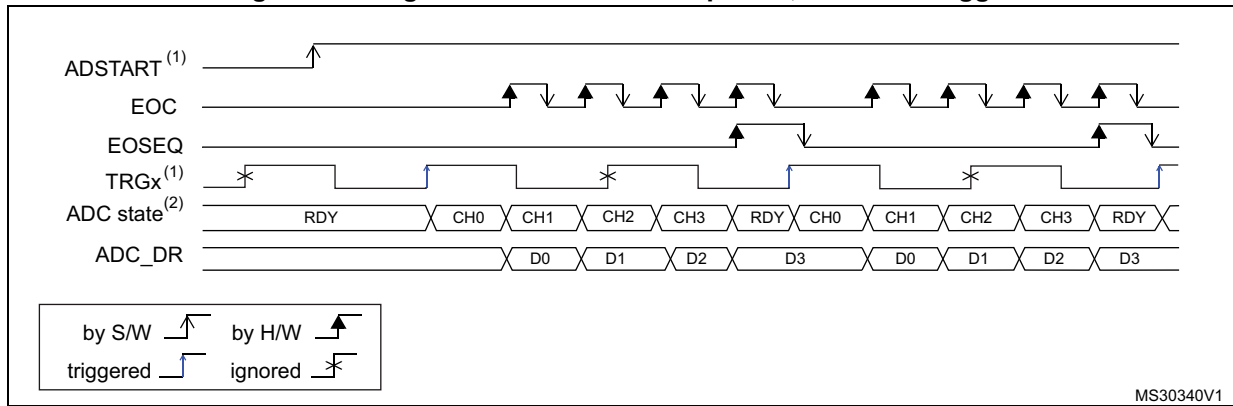 ADSTART (1)
EOC
EOSEQ
TRGx(1)
ADC state(2) RDY CH0 CH1 CH2 CH3 RDY CH0 CH1 CH2 CH3 RDY
ADC_DR D0 D1 D2 D3 D0 D1 D2 D3
by S/W by H/W
triggered ignored
MS30340V1